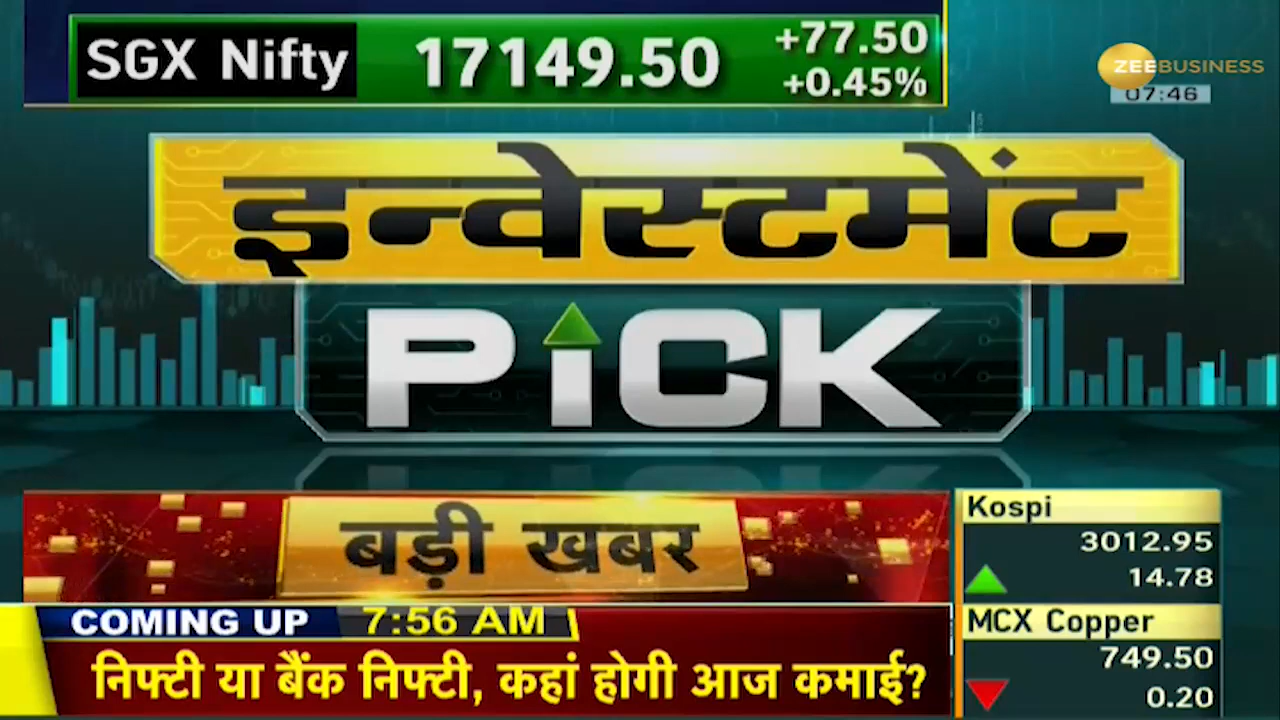 SGX Nifty 17149.50 +77.50
+0.45%
ZEEBUSINESS
07:46
इन्वेस्टमेंट
PiCK
बड़ी खबर
Kospi
3012.95
14.78
COMING UP 7:56 AM
MCX Copper
749.50
0.20
निफ्टी या बैंक निफ्टी, कहां होगी आज कमाई?